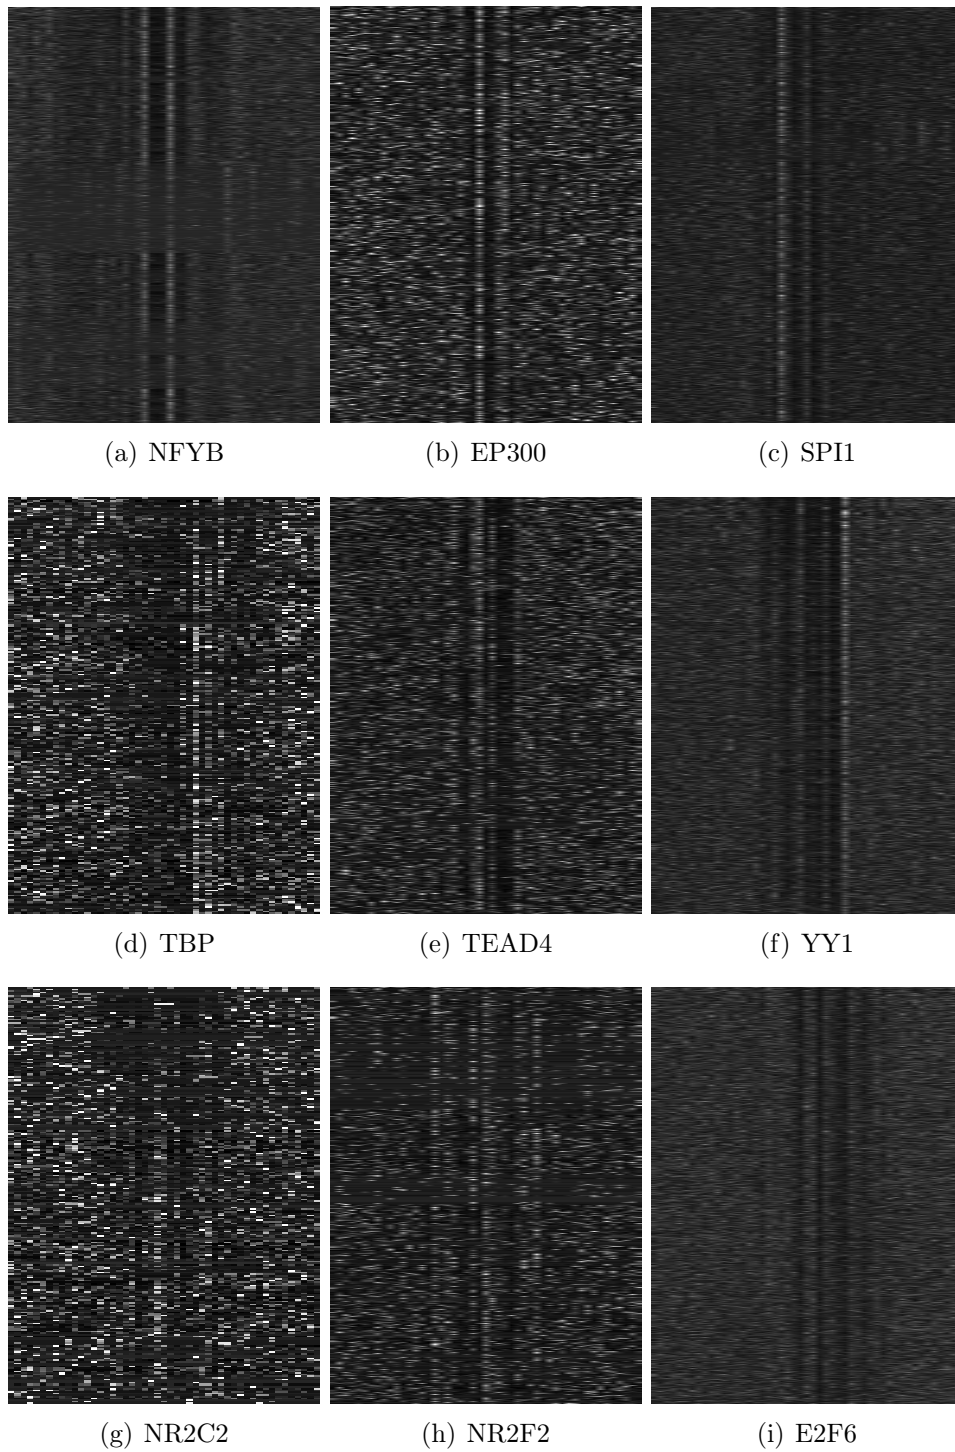 (a) NFYB
(b) EP300
(c) SPI1
(d) TBP
(e) TEAD4
(f) YY1
(g) NR2C2
(h) NR2F2
(i) E2F6